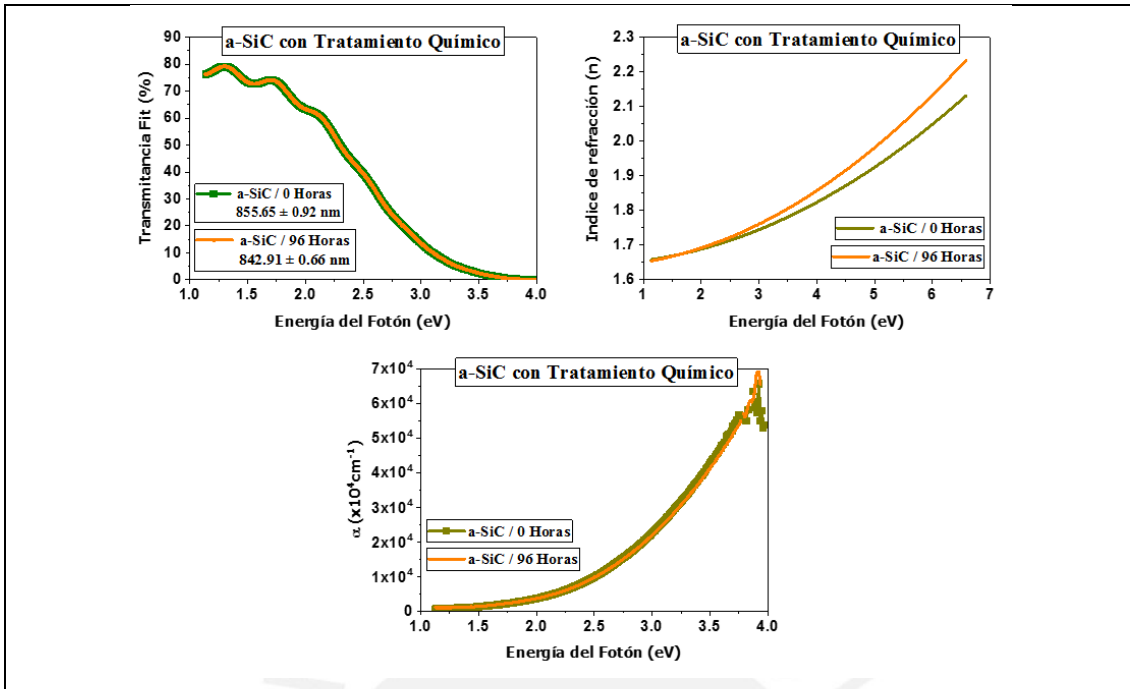 a-SiC con Tratamiento Químico
Transmitancia Fit (%)
90
80
70
60
50
40
30
20
10
0
a-SiC / 0 Horas
855.65 ± 0.92 nm
a-SiC / 96 Horas
842.91 ± 0.66 nm
1.0 1.5 2.0 2.5 3.0 3.5 4.0
Energía del Fotón (eV)
a-SiC con Tratamiento Químico
Indice de refracción (n)
2.3
2.2
2.1
2.0
1.9
1.8
1.7
1.6
a-SiC / 0 Horas
a-SiC / 96 Horas
1 2 3 4 5 6 7
Energía del Fotón (eV)
a-SiC con Tratamiento Químico
α (x10⁴cm⁻¹)
7x10⁴
6x10⁴
5x10⁴
4x10⁴
3x10⁴
2x10⁴
1x10⁴
0
a-SiC / 0 Horas
a-SiC / 96 Horas
1.0 1.5 2.0 2.5 3.0 3.5 4.0
Energía del Fotón (eV)